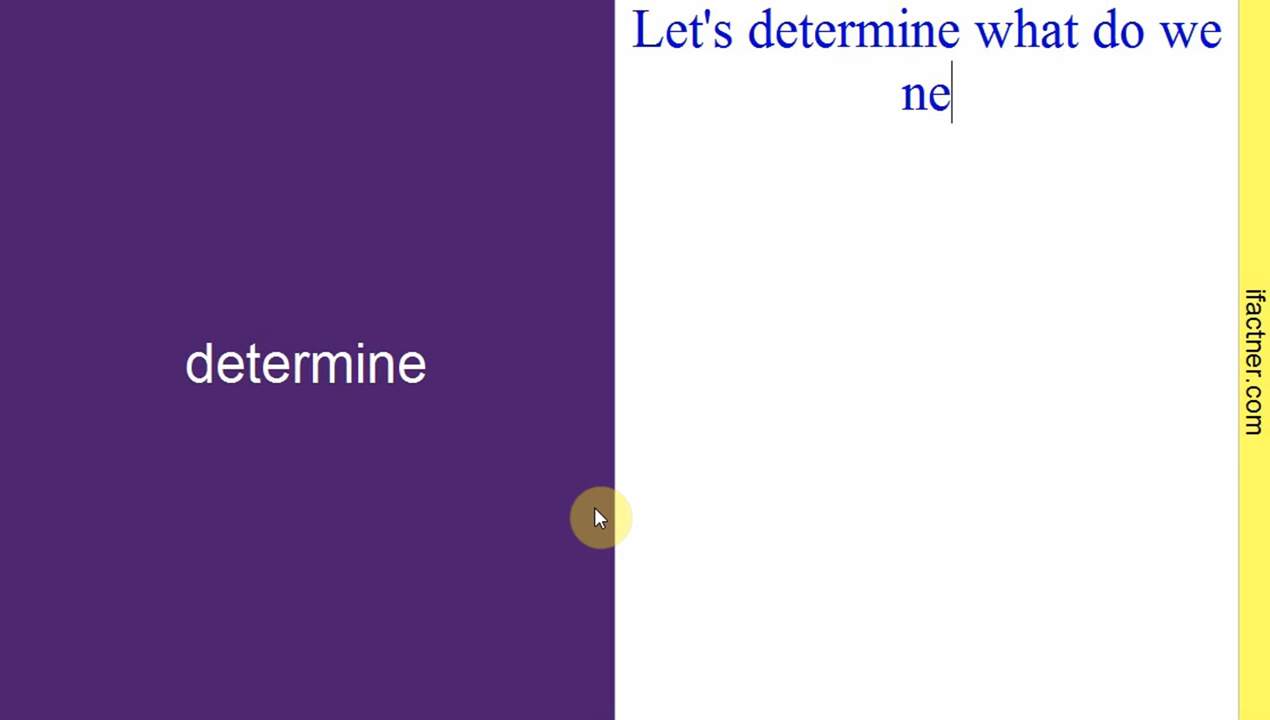 Let's determine what do we
ne
determine
ifactner.com